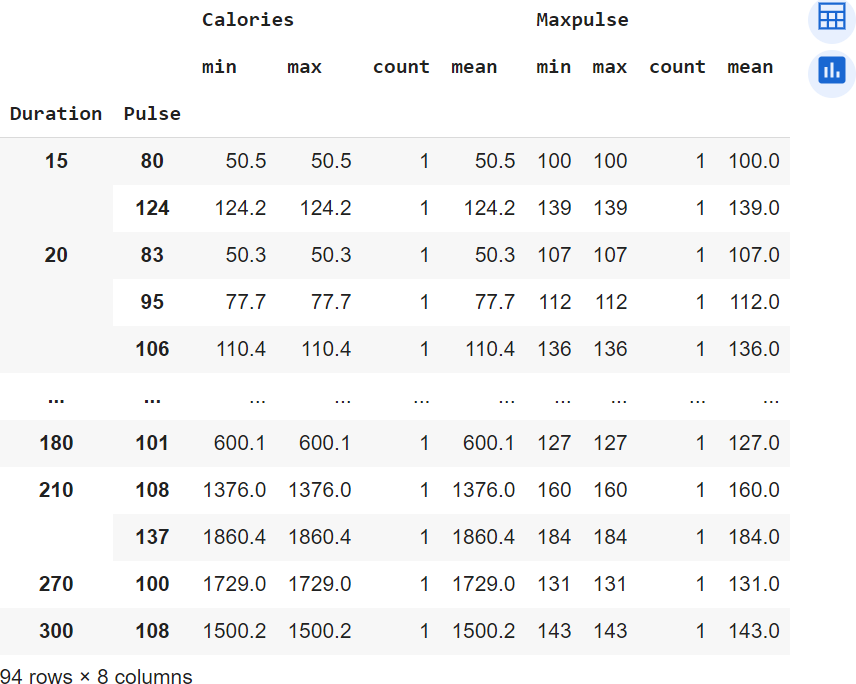 Calories Maxpulse
min max count mean min max count mean
Duration Pulse
15 80 50.5 50.5 1 50.5 100 100 1 100.0
124 124.2 124.2 1 124.2 139 139 1 139.0
20 83 50.3 50.3 1 50.3 107 107 1 107.0
95 77.7 77.7 1 77.7 112 112 1 112.0
106 110.4 110.4 1 110.4 136 136 1 136.0
... ... ... ... ... ... ... ... ... ...
180 101 600.1 600.1 1 600.1 127 127 1 127.0
210 108 1376.0 1376.0 1 1376.0 160 160 1 160.0
137 1860.4 1860.4 1 1860.4 184 184 1 184.0
270 100 1729.0 1729.0 1 1729.0 131 131 1 131.0
300 108 1500.2 1500.2 1 1500.2 143 143 1 143.0
94 rows × 8 columns